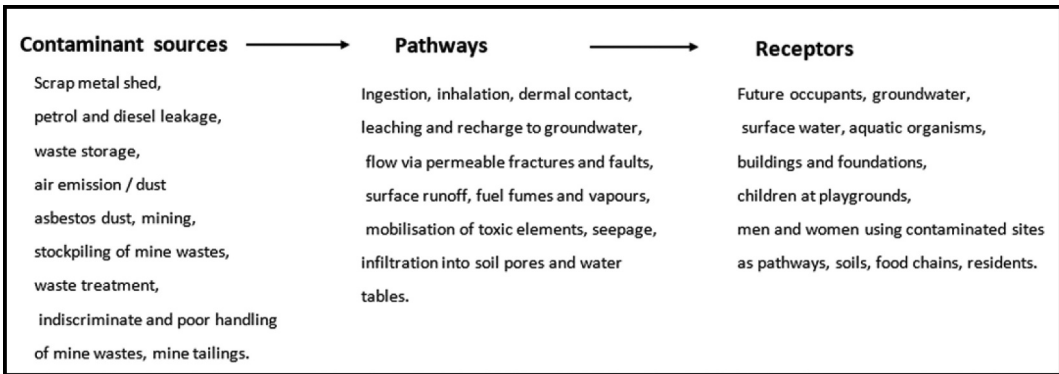 Contaminant sources
Scrap metal shed,
petrol and diesel leakage,
waste storage,
air emission / dust
asbestos dust, mining,
stockpiling of mine wastes,
waste treatment,
indiscriminate and poor handling
of mine wastes, mine tailings.
Pathways
Ingestion, inhalation, dermal contact,
leaching and recharge to groundwater,
flow via permeable fractures and faults,
surface runoff, fuel fumes and vapours,
mobilisation of toxic elements, seepage,
infiltration into soil pores and water
tables.
Receptors
Future occupants, groundwater,
surface water, aquatic organisms,
buildings and foundations,
children at playgrounds,
men and women using contaminated sites
as pathways, soils, food chains, residents.